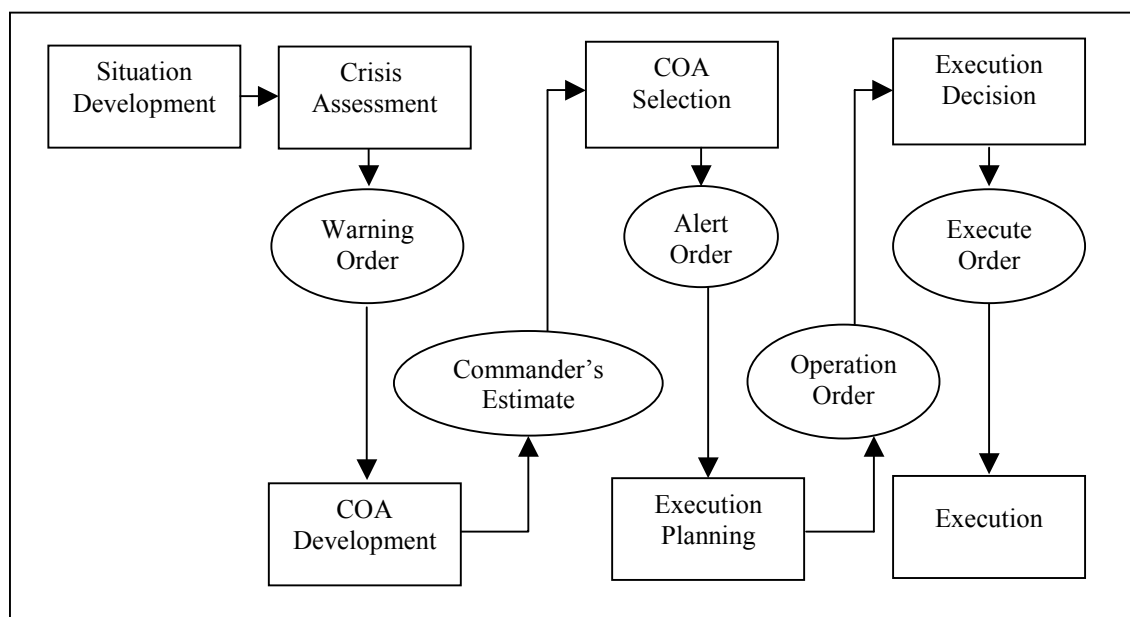 Situation
Development
Crisis
Assessment
Warning
Order
COA
Development
Commander’s
Estimate
COA
Selection
Alert
Order
Execution
Planning
Operation
Order
Execution
Decision
Execute
Order
Execution